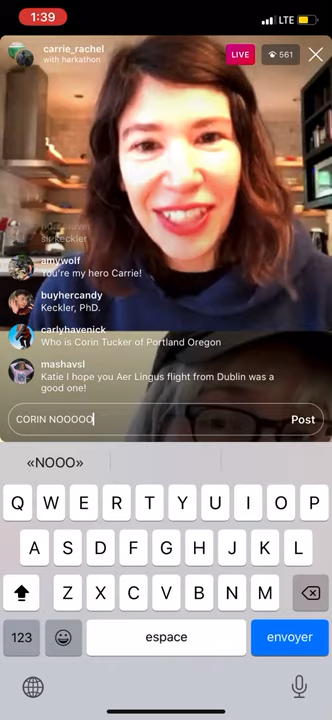 1:39
LTE
carrie_rachel
with harkathon
LIVE
561
sir keckler
amywolf
You're my hero Carrie!
buyhercandy
Keckler, PhD.
carlyhavenick
Who is Corin Tucker of Portland Oregon
mashavsl
Katie I hope you Aer Lingus flight from Dublin was a
good one!
CORIN NOOOOO
Post
«NOOO»
Q W E R T Y U I O P
A S D F G H J K L
Z X C V B N M
123
espace
envoyer